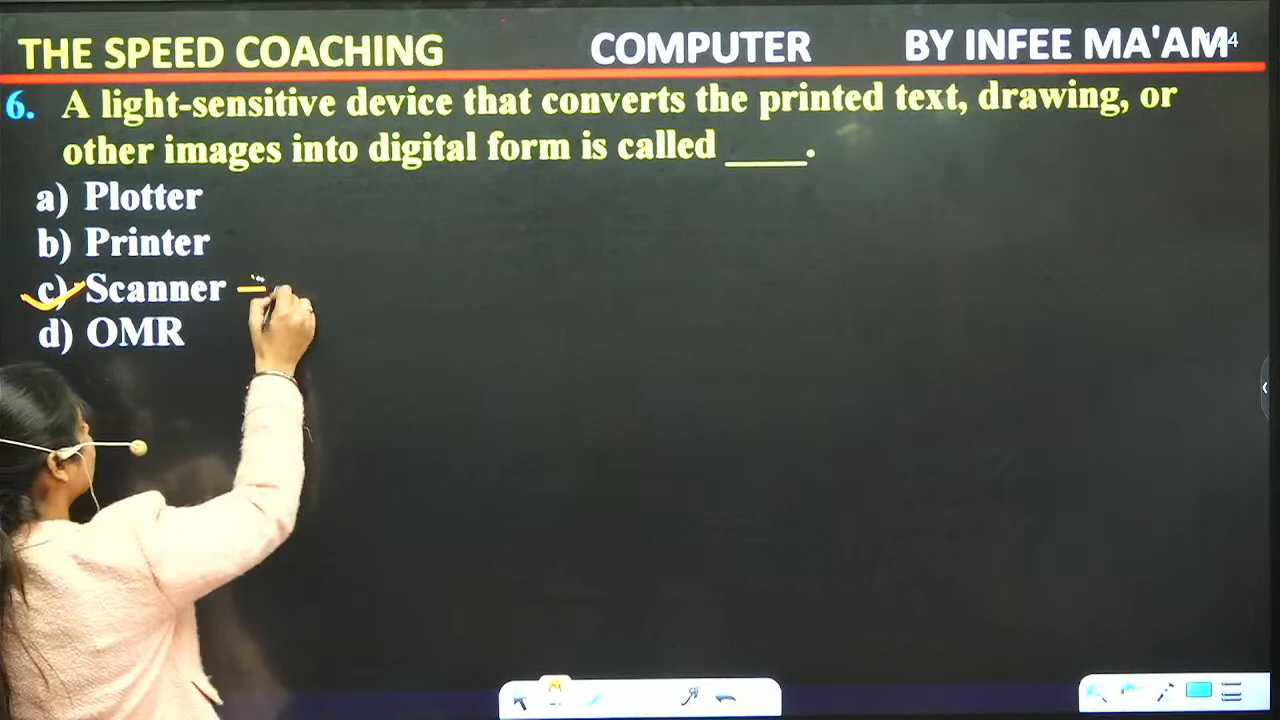 THE SPEED COACHING COMPUTER BY INFEE MA'AM
6. A light-sensitive device that converts the printed text, drawing, or
other images into digital form is called ____.
a) Plotter
b) Printer
c) Scanner
d) OMR